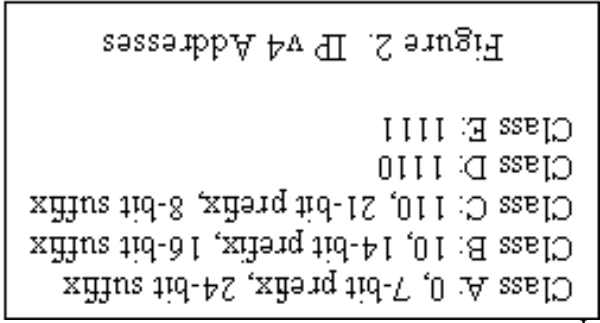 Class A: 0, 7-bit prefix, 24-bit suffix
Class B: 10, 14-bit prefix, 16-bit suffix
Class C: 110, 21-bit prefix, 8-bit suffix
Class D: 1110
Class E: 1111
Figure 2. IP v4 Addresses